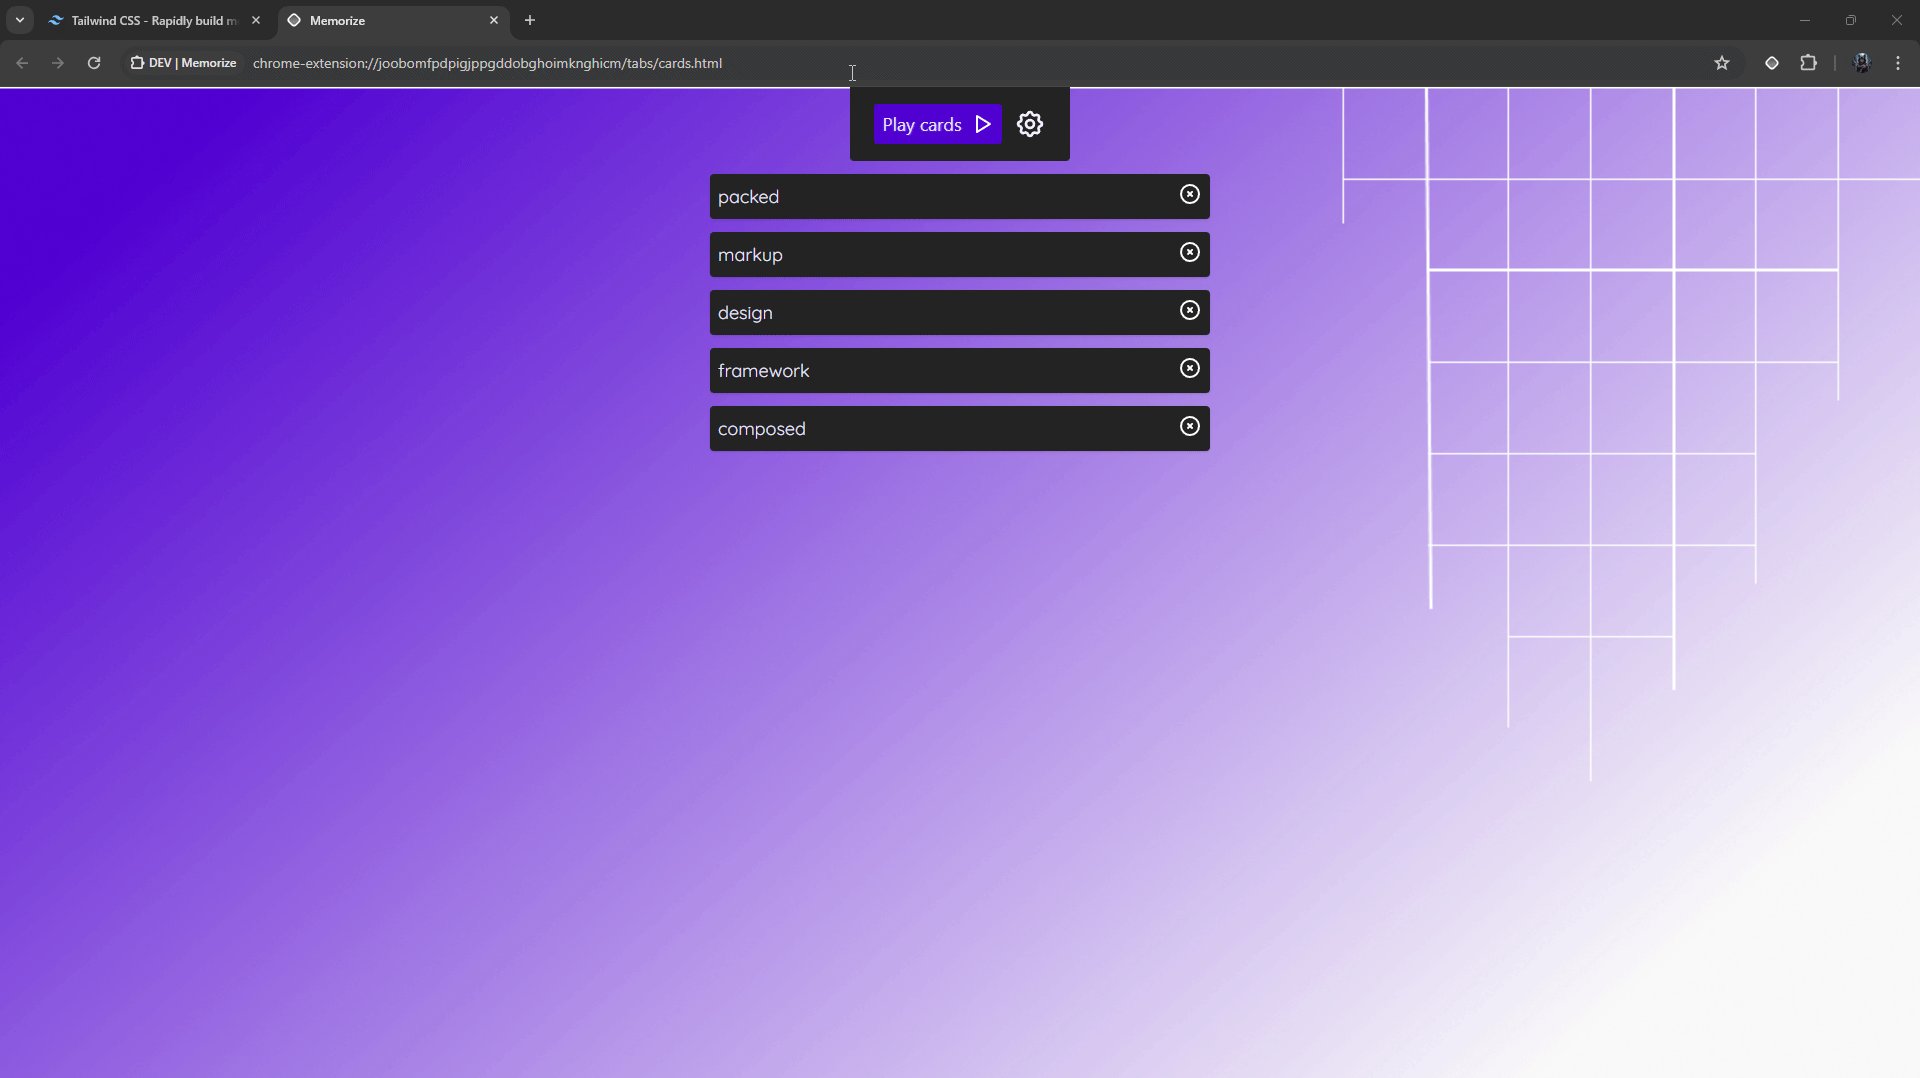 Tailwind CSS - Rapidly build m
Memorize
DEV | Memorize
chrome-extension://joobomfpdpigjppgddobghoimknghicm/tabs/cards.html
Play cards
packed
markup
design
framework
composed